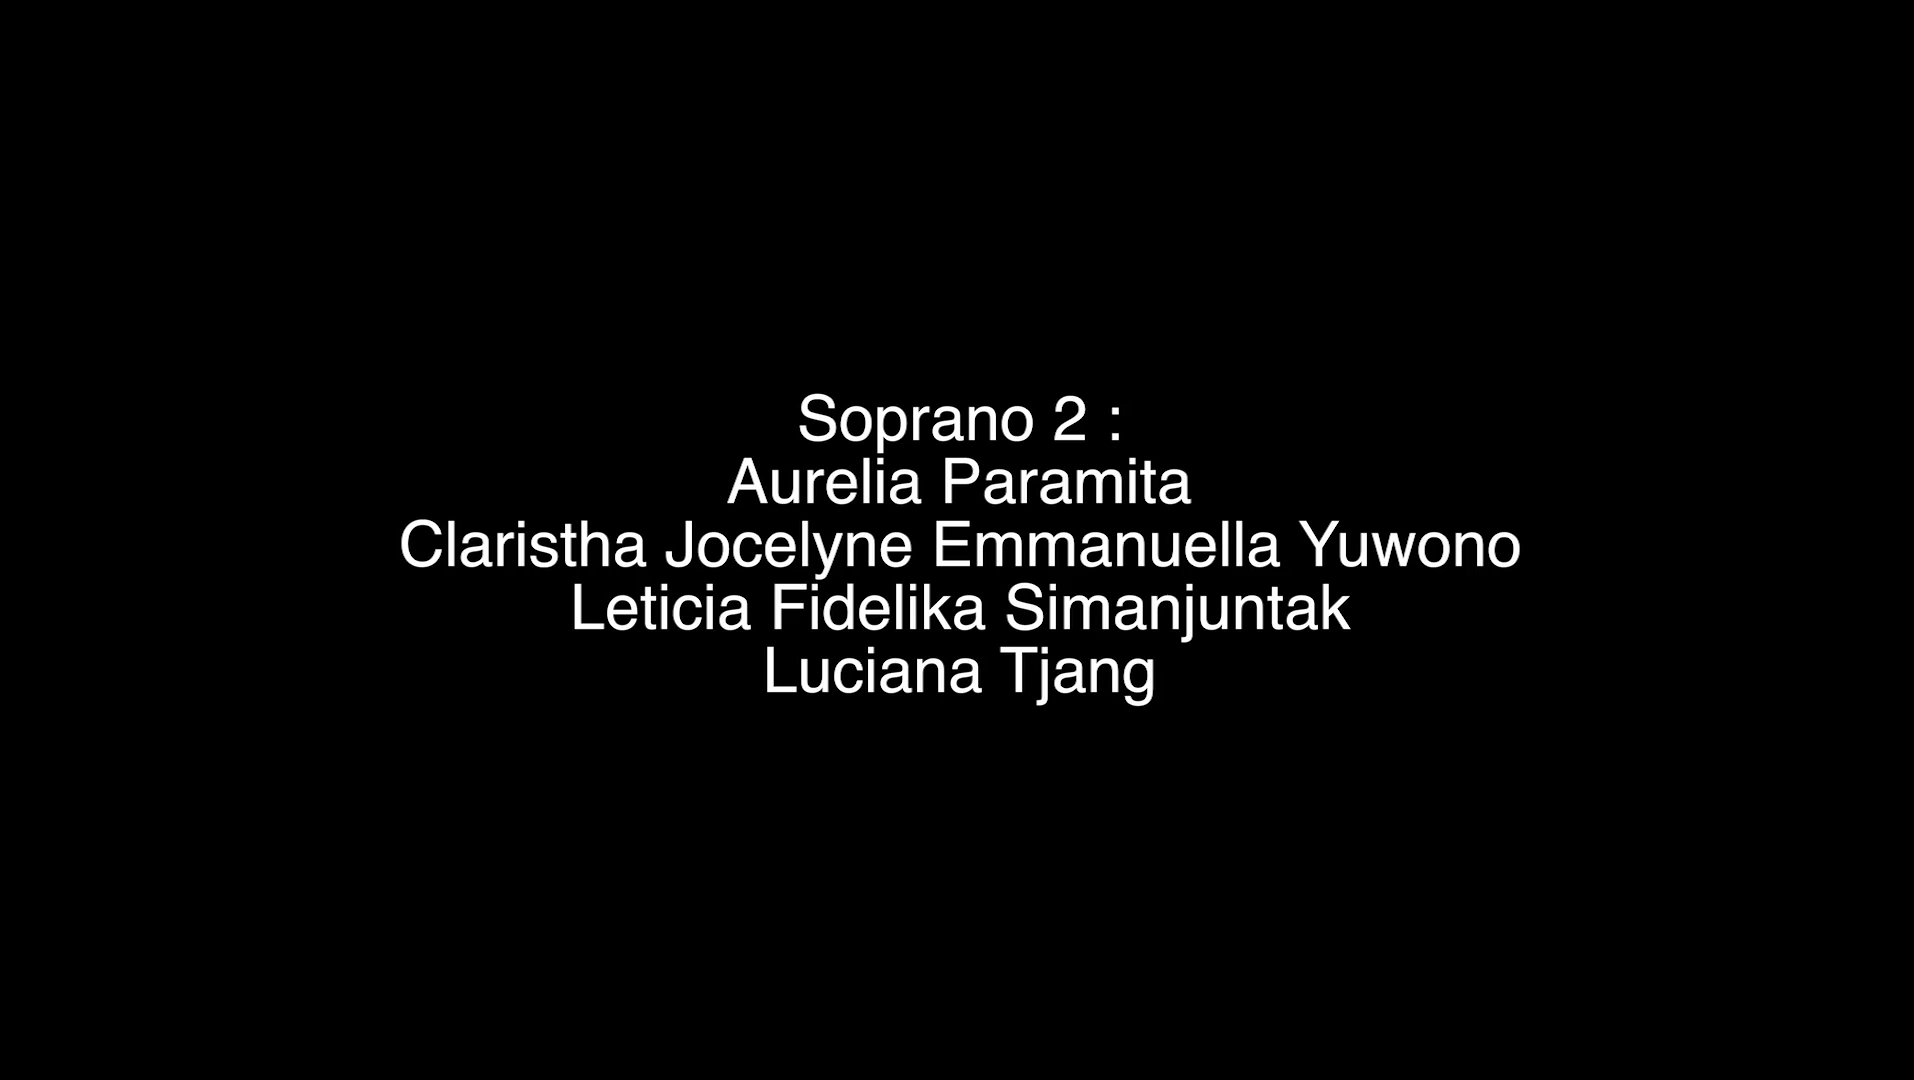 Soprano 2 :
Aurelia Paramita
Claristha Jocelyne Emmanuella Yuwono
Leticia Fidelika Simanjuntak
Luciana Tjang